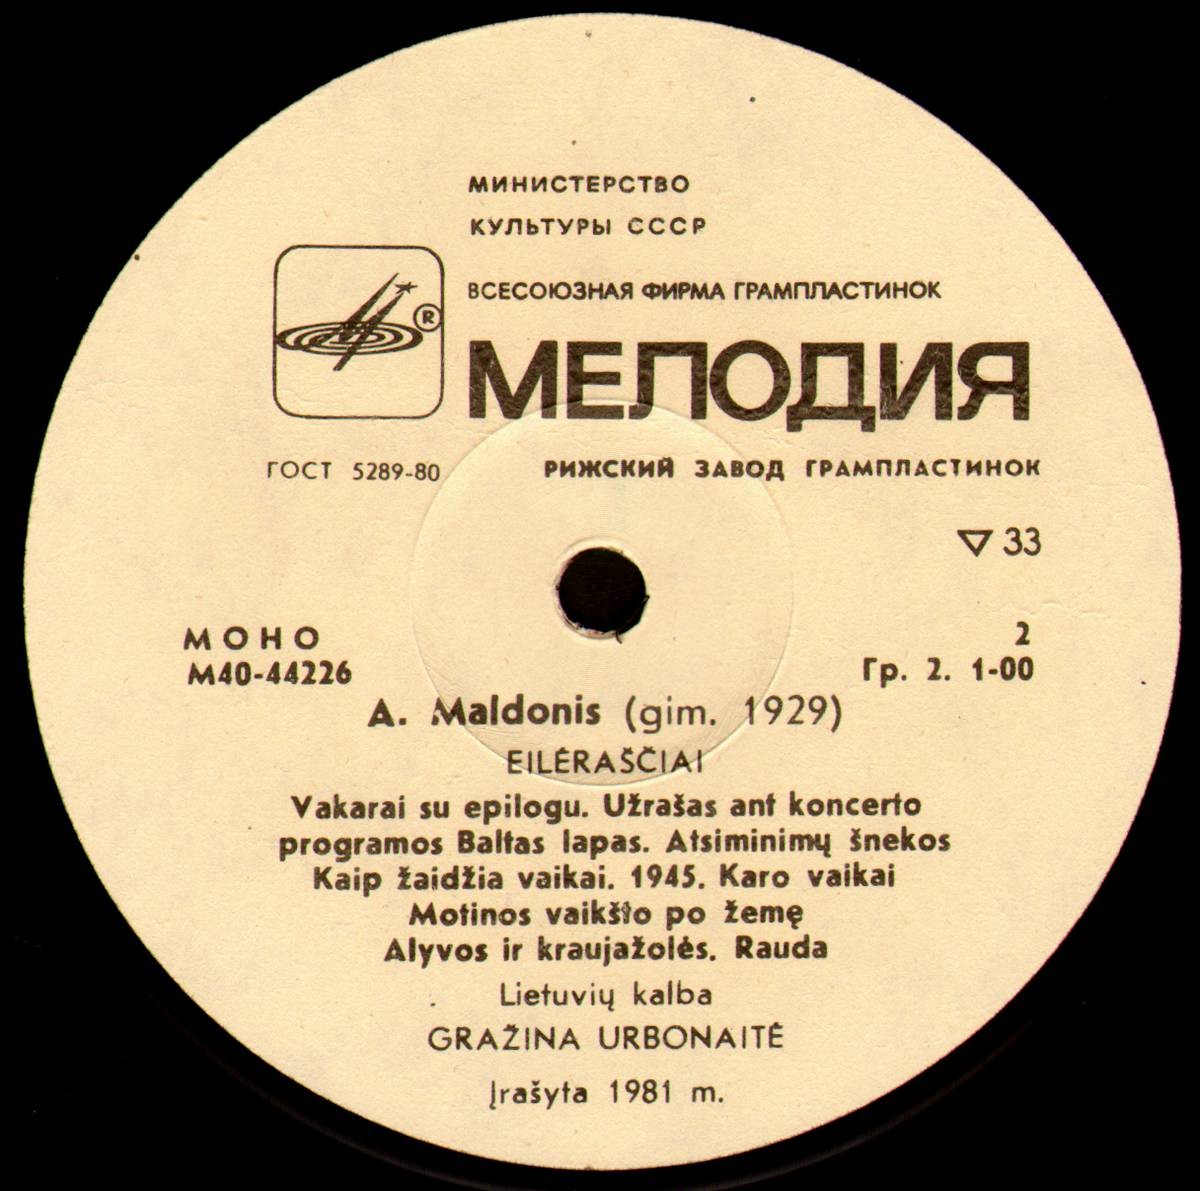 МИНИСТЕРСТВО
КУЛЬТУРЫ СССР
ВСЕСОЮЗНАЯ ФИРМА ГРАМПЛАСТИНОК
®
МЕЛОДИЯ
ГОСТ 5289-80
РИЖСКИЙ ЗАВОД ГРАМПЛАСТИНОК
▽ 33
МОНО
2
М40-44226
Гр. 2. 1-00
A. Maldonis (gim. 1929)
EILĖRAŠČIAI
Vakarai su epilogu. Užrašas ant koncerto
programos Baltas lapas. Atsiminimų šnekos
Kaip žaidžia vaikai. 1945. Karo vaikai
Motinos vaikšto po žemę
Alyvos ir kraujažolės. Rauda
Lietuvių kalba
GRAŽINA URBONAITĖ
Įrašyta 1981 m.